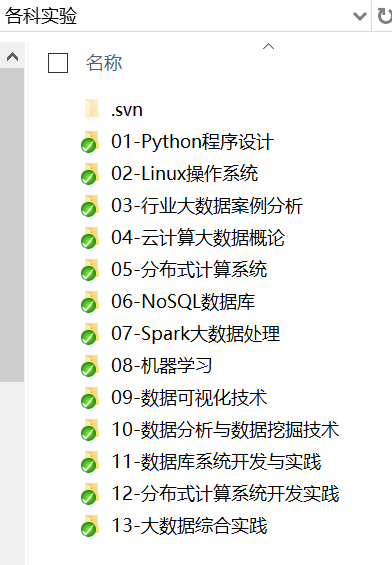 各科实验
名称
.svn
01-Python程序设计
02-Linux操作系统
03-行业大数据案例分析
04-云计算大数据概论
05-分布式计算系统
06-NoSQL数据库
07-Spark大数据处理
08-机器学习
09-数据可视化技术
10-数据分析与数据挖掘技术
11-数据库系统开发与实践
12-分布式计算系统开发实践
13-大数据综合实践